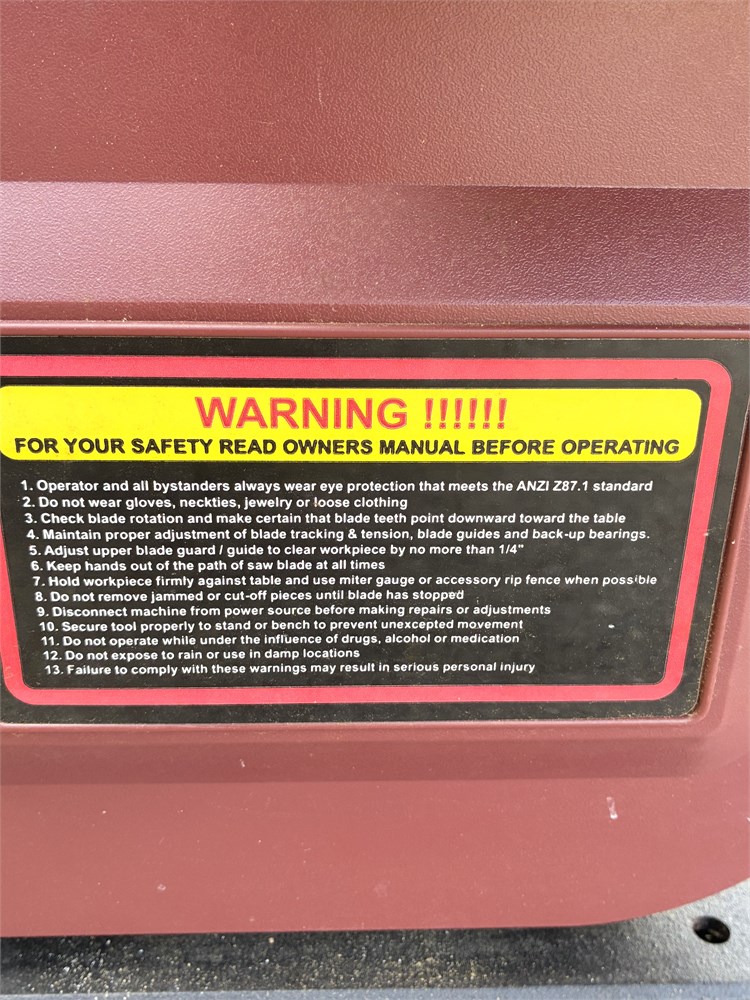 WARNING !!!!!!
FOR YOUR SAFETY READ OWNERS MANUAL BEFORE OPERATING
1. Operator and all bystanders always wear eye protection that meets the ANZI Z87.1 standard
2. Do not wear gloves, neckties, jewelry or loose clothing
3. Check blade rotation and make certain that blade teeth point downward toward the table
4. Maintain proper adjustment of blade tracking & tension, blade guides and back-up bearings.
5. Adjust upper blade guard / guide to clear workpiece by no more than 1/4"
6. Keep hands out of the path of saw blade at all times
7. Hold workpiece firmly against table and use miter gauge or accessory rip fence when possible
8. Do not remove jammed or cut-off pieces until blade has stopped
9. Disconnect machine from power source before making repairs or adjustments
10. Secure tool properly to stand or bench to prevent unexcepted movement
11. Do not operate while under the influence of drugs, alcohol or medication
12. Do not expose to rain or use in damp locations
13. Failure to comply with these warnings may result in serious personal injury